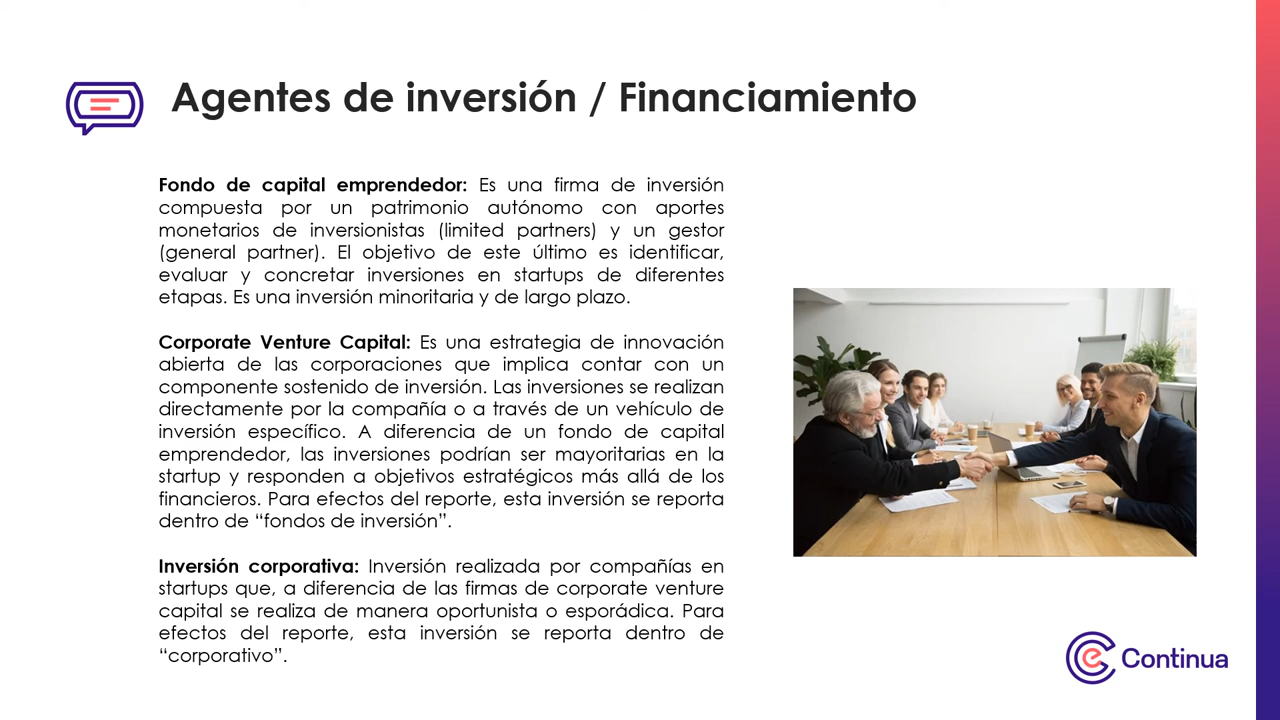 Agentes de inversión / Financiamiento
Fondo de capital emprendedor: Es una firma de inversión
compuesta por un patrimonio autónomo con aportes
monetarios de inversionistas (limited partners) y un gestor
(general partner). El objetivo de este último es identificar,
evaluar y concretar inversiones en startups de diferentes
etapas. Es una inversión minoritaria y de largo plazo.
Corporate Venture Capital: Es una estrategia de innovación
abierta de las corporaciones que implica contar con un
componente sostenido de inversión. Las inversiones se realizan
directamente por la compañía o a través de un vehículo de
inversión específico. A diferencia de un fondo de capital
emprendedor, las inversiones podrían ser mayoritarias en la
startup y responden a objetivos estratégicos más allá de los
financieros. Para efectos del reporte, esta inversión se reporta
dentro de “fondos de inversión”.
Inversión corporativa: Inversión realizada por compañías en
startups que, a diferencia de las firmas de corporate venture
capital se realiza de manera oportunista o esporádica. Para
efectos del reporte, esta inversión se reporta dentro de
“corporativo”.
e Continua